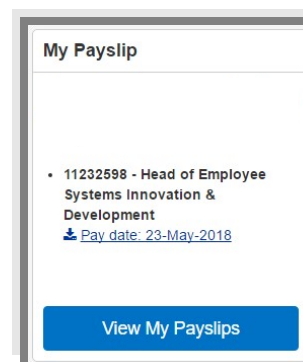 My Payslip
• 11232598 - Head of Employee
Systems Innovation &
Development
Pay date: 23-May-2018
View My Payslips